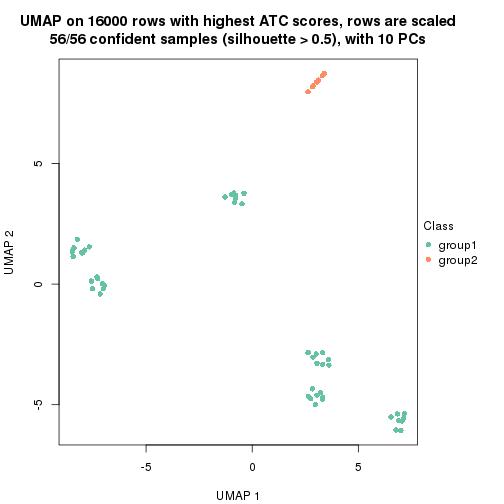 UMAP on 16000 rows with highest ATC scores, rows are scaled
56/56 confident samples (silhouette > 0.5), with 10 PCs
5
0
-5
UMAP 2
Class
group1
group2
-5 0 5
UMAP 1